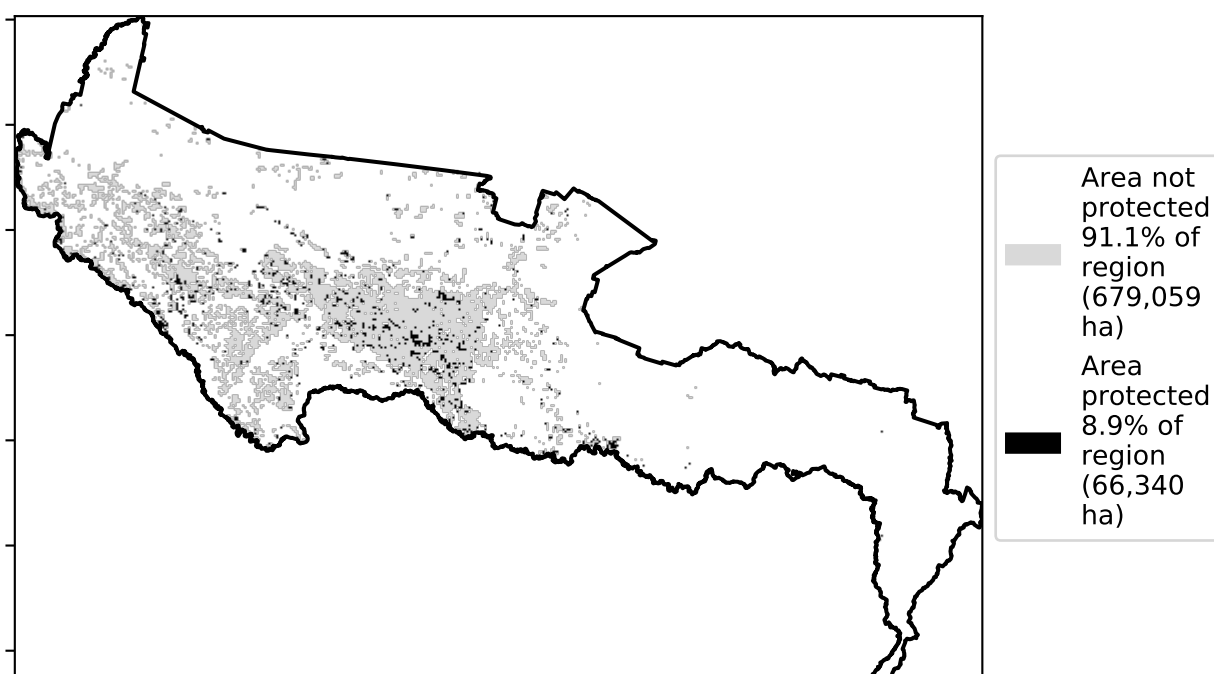 Area not
protected
91.1% of
region
(679,059
ha)
Area
protected
8.9% of
region
(66,340
ha)